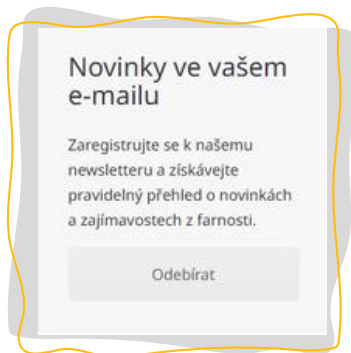 Novinky ve vašem
e-mailu
Zaregistrujte se k našemu
newsletteru a získávejte
pravidelný přehled o novinkách
a zajímavostech z farnosti.
Odebírat